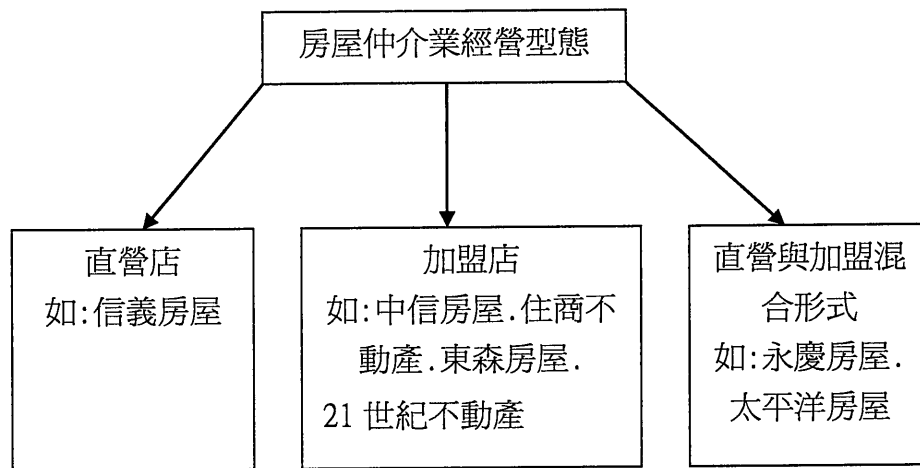 房屋仲介業經營型態
直營店
如:信義房屋
加盟店
如:中信房屋.住商不
動產.東森房屋.
21世紀不動產
直營與加盟混
合形式
如:永慶房屋.
太平洋房屋